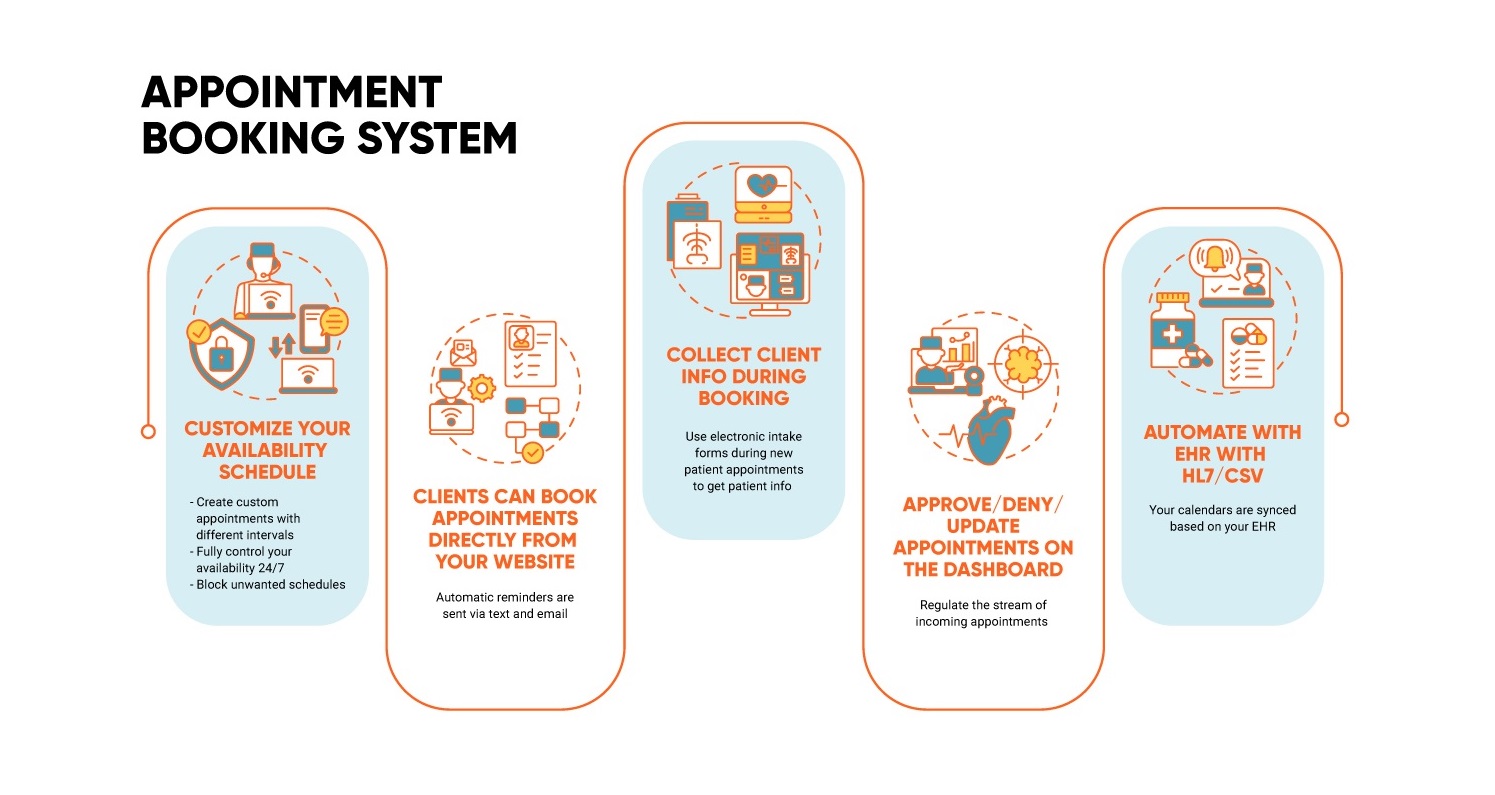 APPOINTMENT
BOOKING SYSTEM
CUSTOMIZE YOUR
AVAILABILITY
SCHEDULE
- Create custom
appointments with
different intervals
- Fully control your
availability 24/7
- Block unwanted schedules
CLIENTS CAN BOOK
APPOINTMENTS
DIRECTLY FROM
YOUR WEBSITE
Automatic reminders are
sent via text and email
COLLECT CLIENT
INFO DURING
BOOKING
Use electronic intake
forms during new
patient appointments
to get patient info
APPROVE/DENY/
UPDATE
APPOINTMENTS ON
THE DASHBOARD
Regulate the stream of
incoming appointments
AUTOMATE WITH
EHR WITH
HL7/CSV
Your calendars are synced
based on your EHR